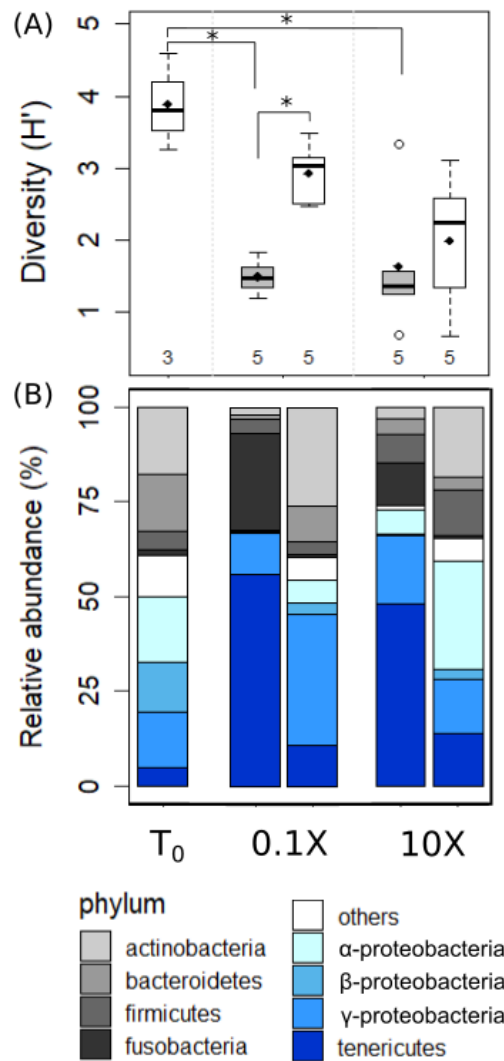 (A)
Diversity (H')
5
4
3
2
1
*
*
*
3
5
5
5
5
(B)
Relative abundance (%)
100
75
50
25
0
T0
0.1X
10X
phylum
actinobacteria
bacteroidetes
firmicutes
fusobacteria
others
α-proteobacteria
β-proteobacteria
γ-proteobacteria
tenericutes